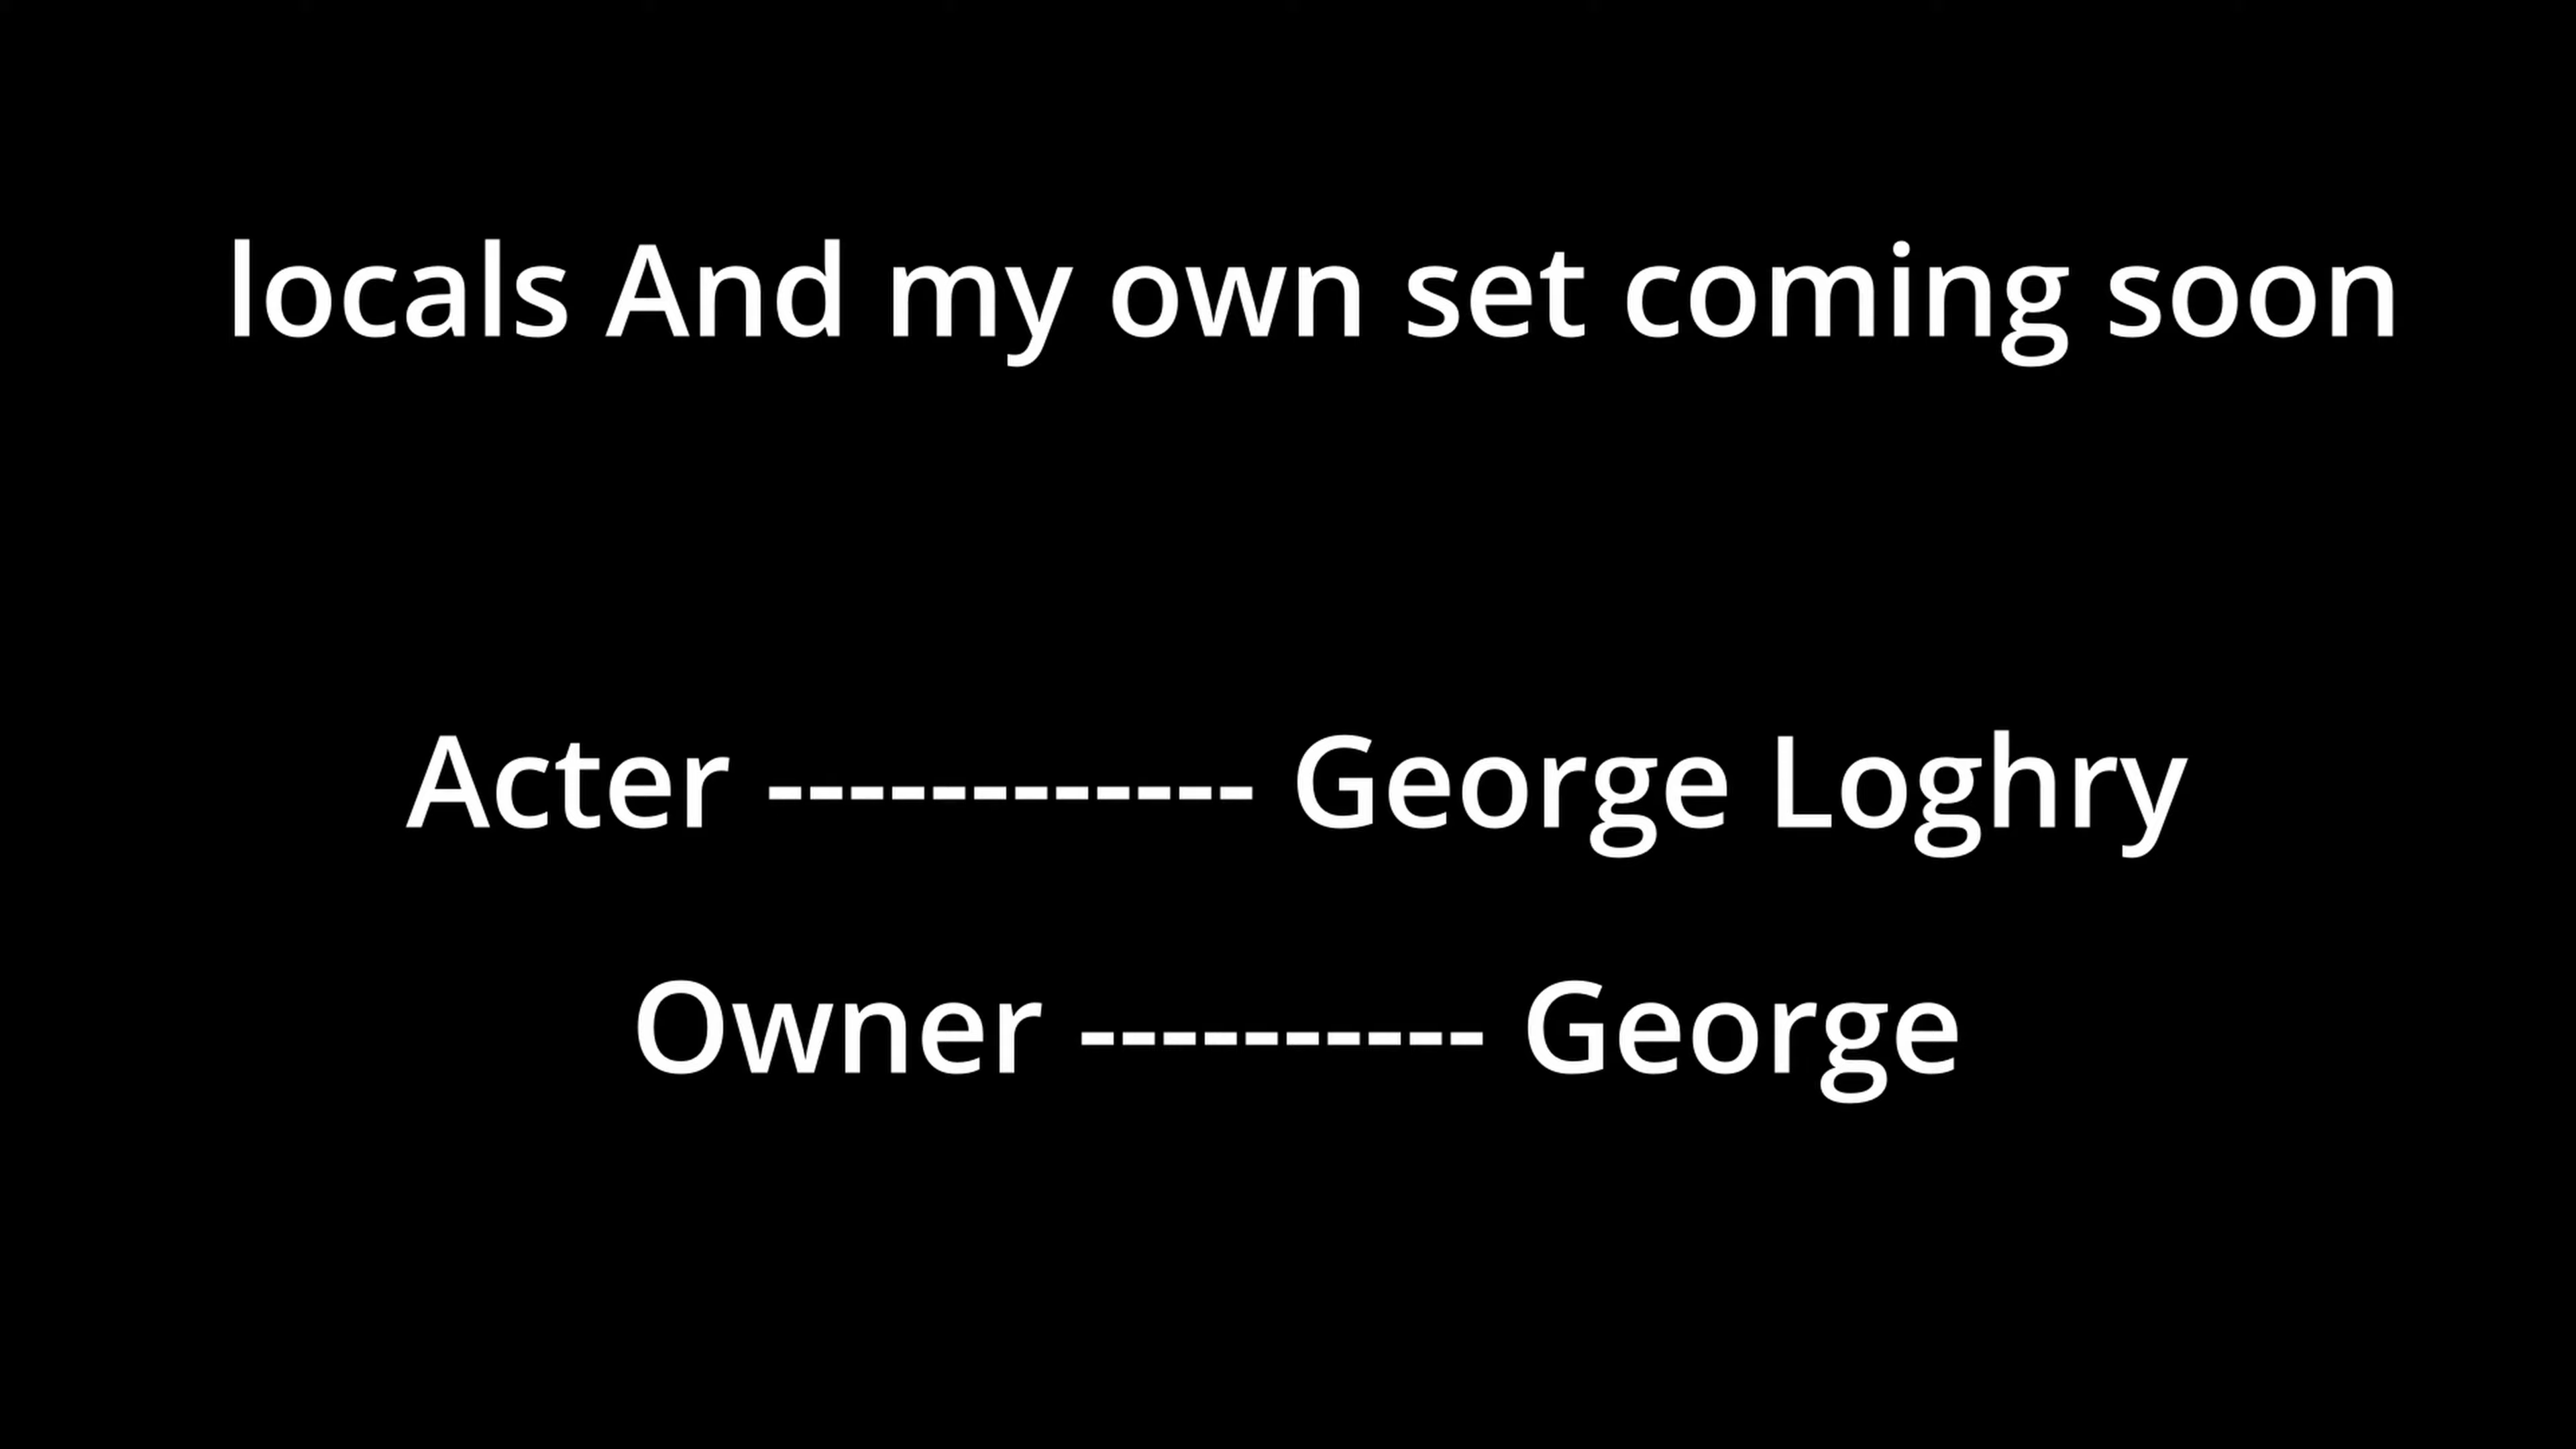 locals And my own set coming soon
Acter ------------ George Loghry
Owner ---------- George